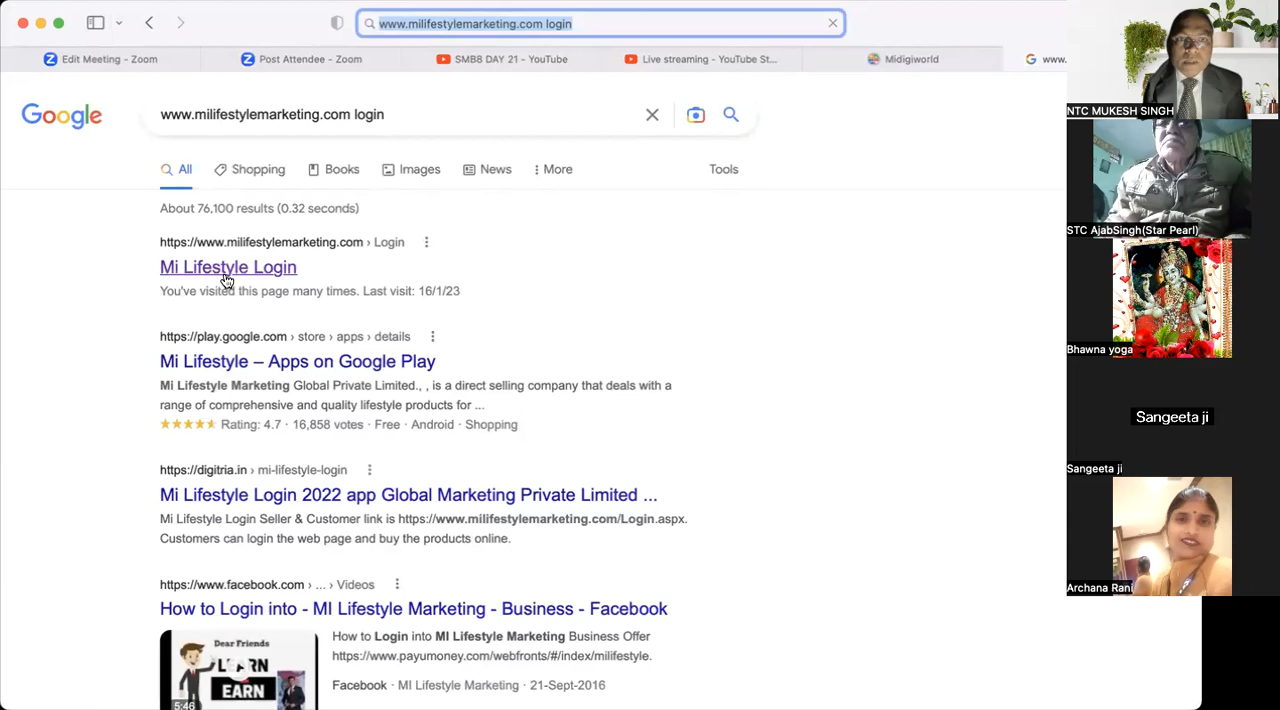 www.milifestylemarketing.com login
Edit Meeting - Zoom
Post Attendee - Zoom
SMB8 DAY 21 - YouTube
Live streaming - YouTube St...
Midigiworld
www.
Google
www.milifestylemarketing.com login
All
Shopping
Books
Images
News
More
Tools
About 76,100 results (0.32 seconds)
https://www.milifestylemarketing.com › Login
Mi Lifestyle Login
You've visited this page many times. Last visit: 16/1/23
https://play.google.com › store › apps › details
Mi Lifestyle – Apps on Google Play
Mi Lifestyle Marketing Global Private Limited., , is a direct selling company that deals with a
range of comprehensive and quality lifestyle products for ...
Rating: 4.7 · 16,858 votes · Free · Android · Shopping
https://digitria.in › mi-lifestyle-login
Mi Lifestyle Login 2022 app Global Marketing Private Limited ...
Mi Lifestyle Login Seller & Customer link is https://www.milifestylemarketing.com/Login.aspx.
Customers can login the web page and buy the products online.
https://www.facebook.com › ... › Videos
How to Login into - MI Lifestyle Marketing - Business - Facebook
Dear Friends
LEARN
EARN
5:46
How to Login into MI Lifestyle Marketing Business Offer
https://www.payumoney.com/webfronts/#/index/milifestyle.
Facebook · MI Lifestyle Marketing · 21-Sept-2016
NTC MUKESH SINGH
STC AjabSingh(Star Pearl)
Bhawna yoga
Sangeeta ji
Sangeeta ji
Archana Rani